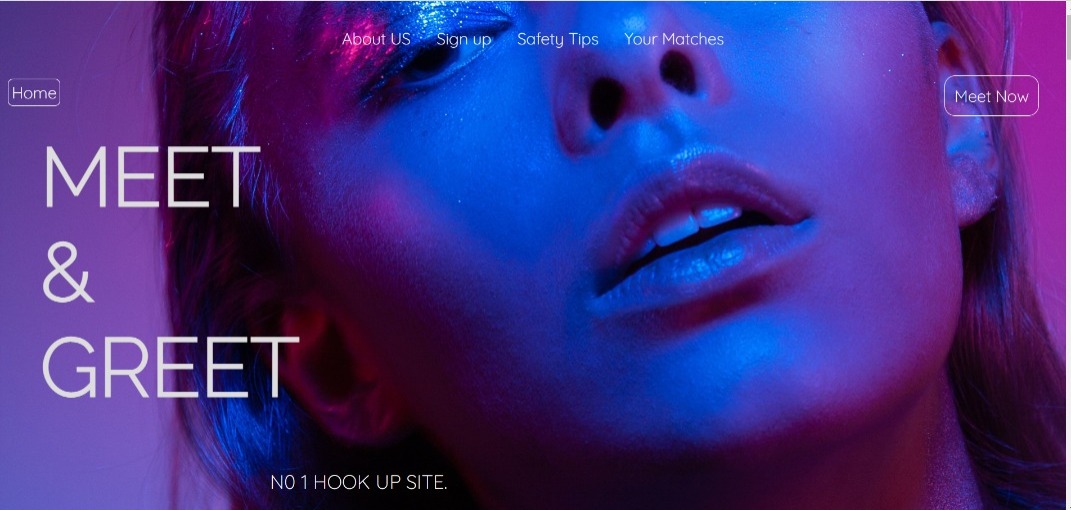 About US Sign up Safety Tips Your Matches
Home
Meet Now
MEET
&
GREET
N0 1 HOOK UP SITE.